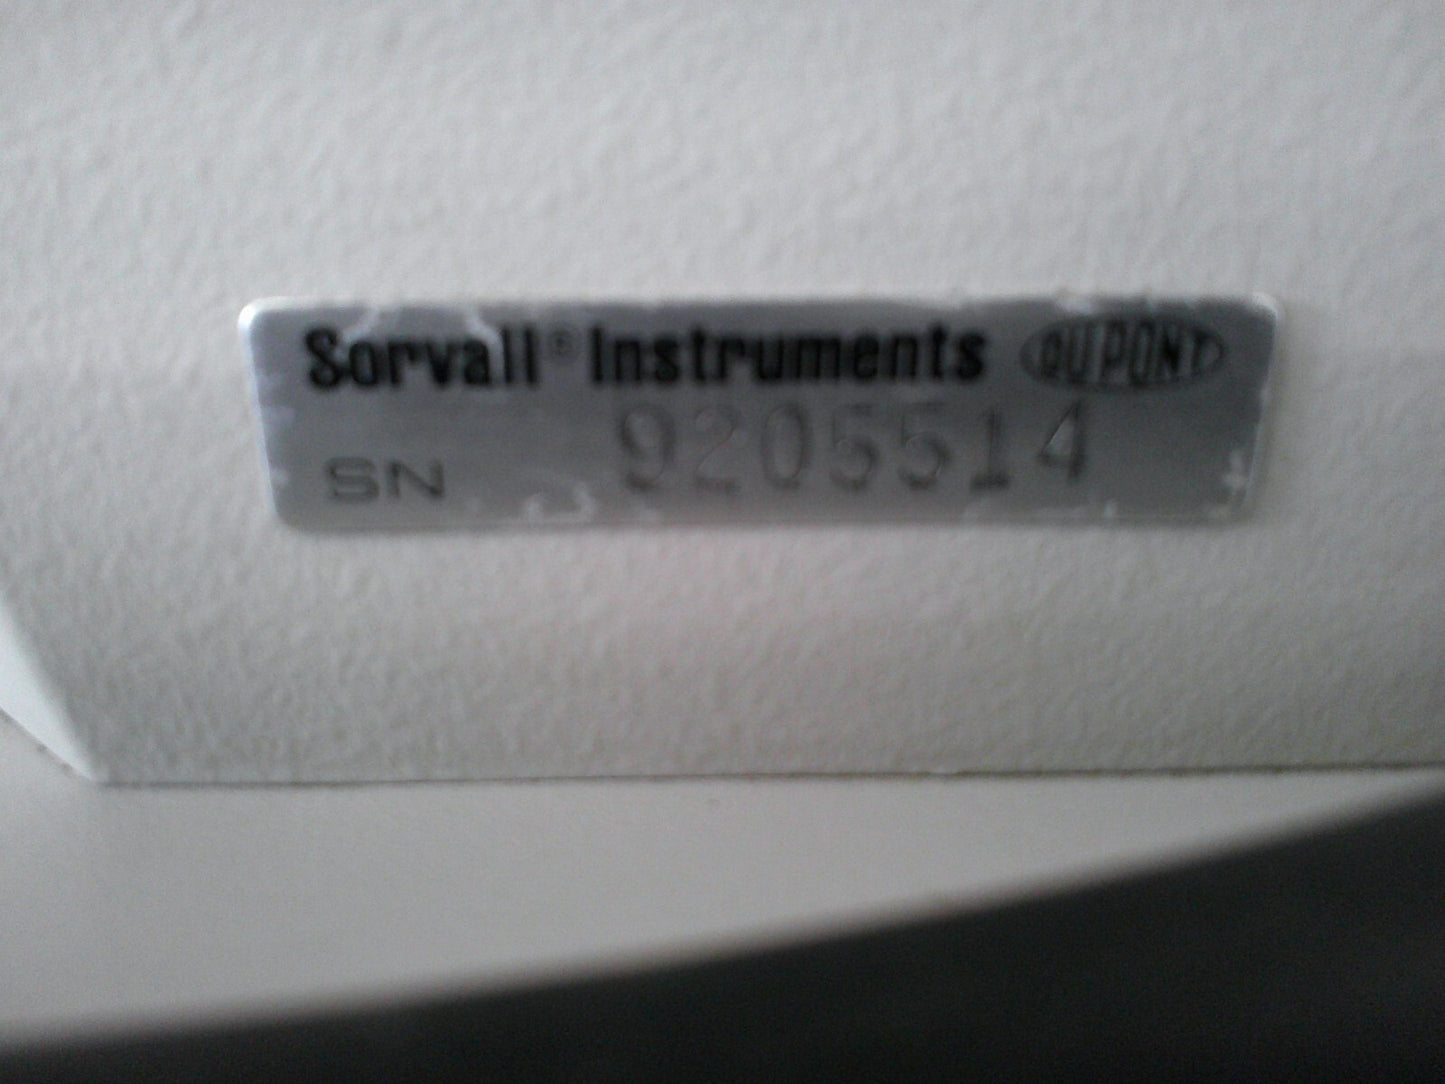 Sorvall® Instruments DUPONT
SN 9205514